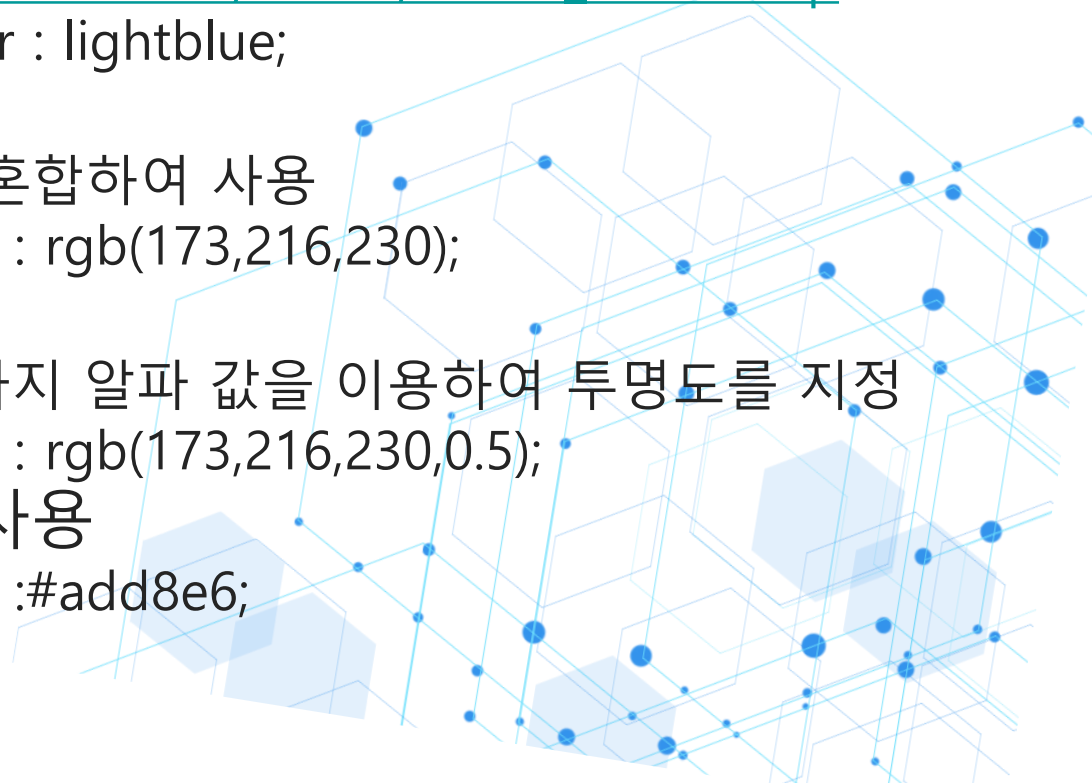 r : lightblue;
혼합하여 사용
: rgb(173,216,230);
까지 알파 값을 이용하여 투명도를 지정
: rgb(173,216,230,0.5);
사용
:#add8e6;